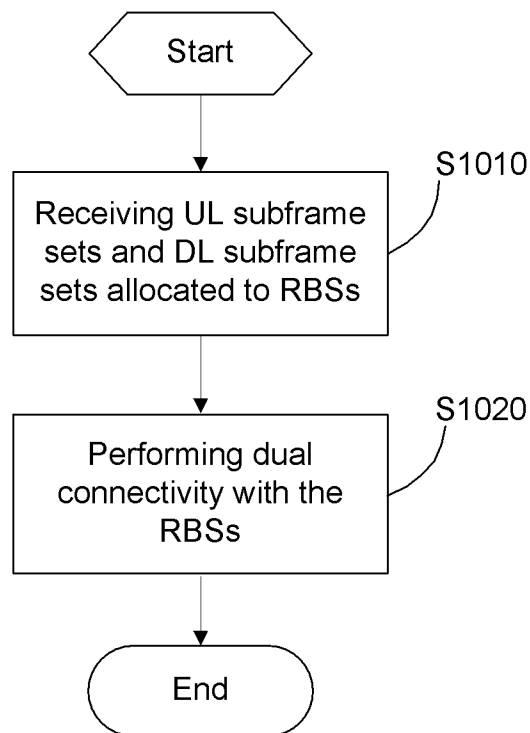 Start
S1010
Receiving UL subframe
sets and DL subframe
sets allocated to RBSs
S1020
Performing dual
connectivity with the
RBSs
End